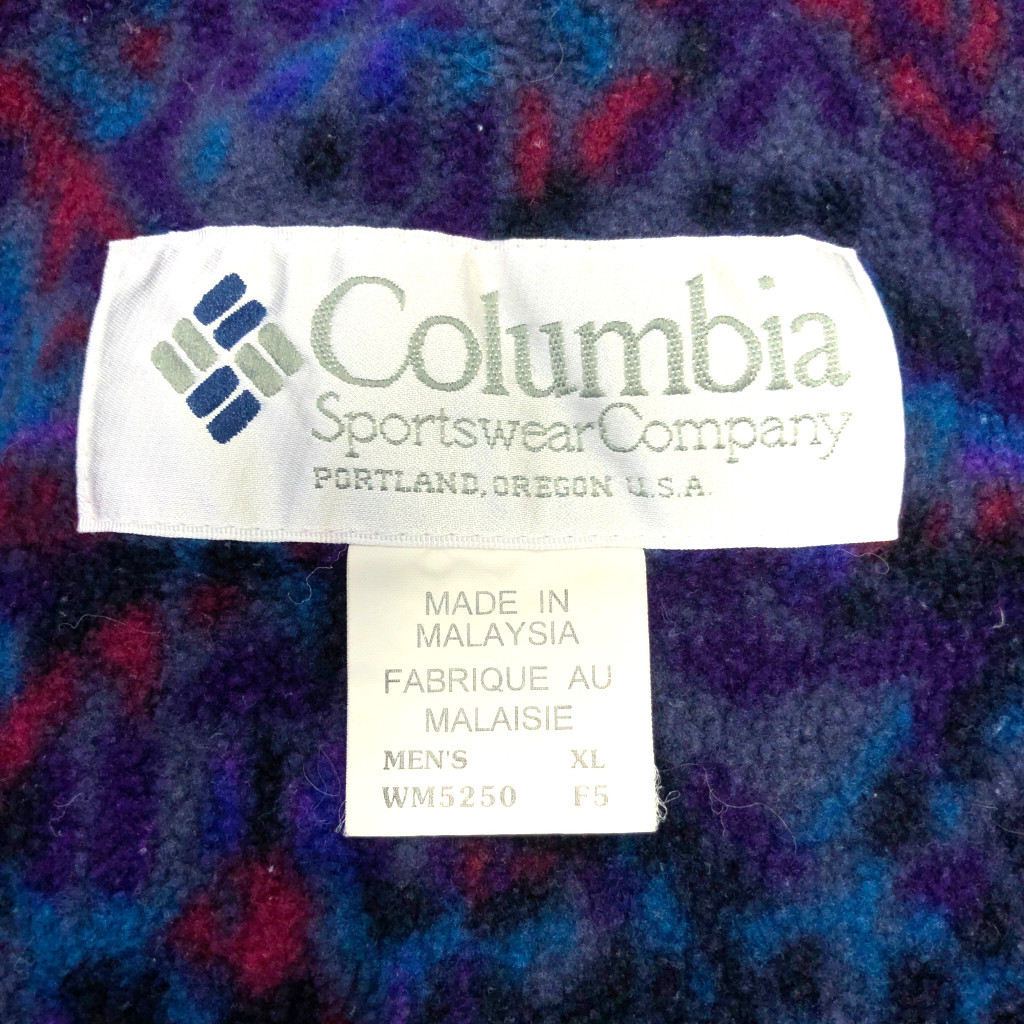 Columbia
Sportswear Company
PORTLAND, OREGON U.S.A.
MADE IN
MALAYSIA
FABRIQUE AU
MALAISIE
MEN'S XL
WM5250 F5